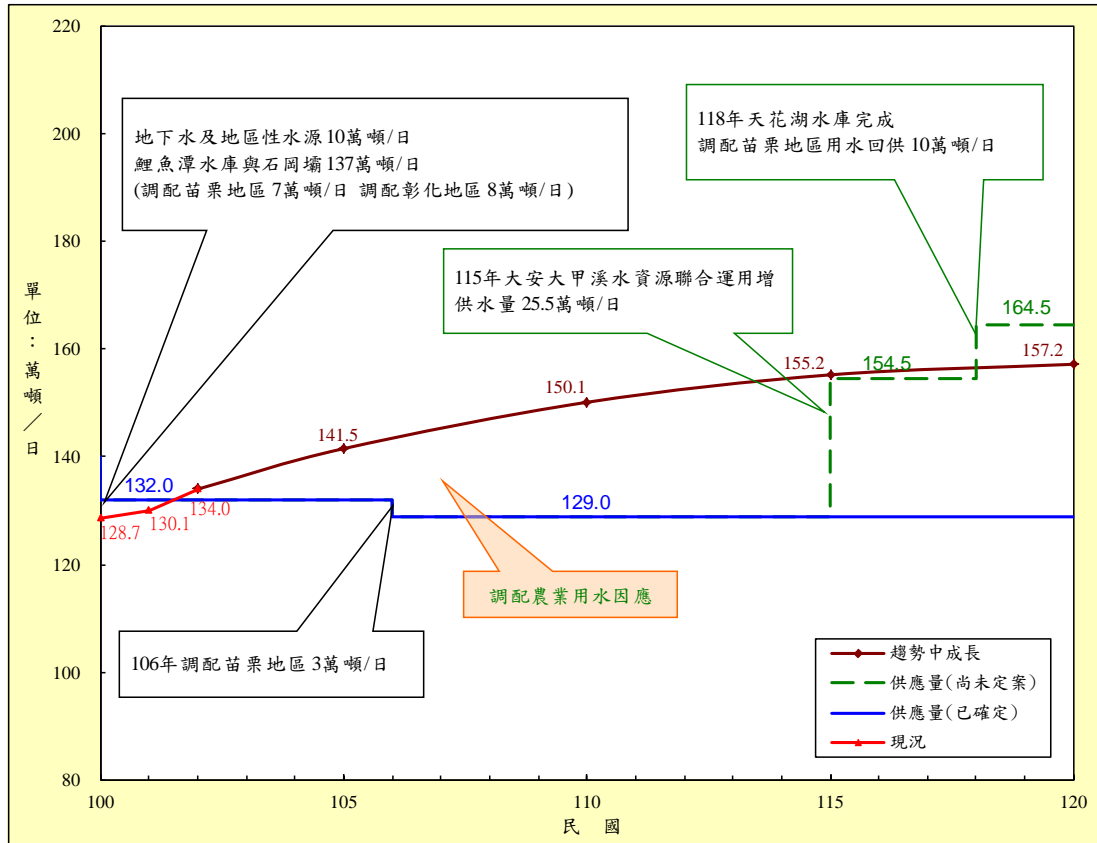 220
200
180
160
140
120
100
80
單位：萬噸／日
地下水及地區性水源10萬噸/日
鯉魚潭水庫與石岡壩137萬噸/日
(調配苗栗地區7萬噸/日 調配彰化地區8萬噸/日)
118年天花湖水庫完成
調配苗栗地區用水回供10萬噸/日
115年大安大甲溪水資源聯合運用增
供水量25.5萬噸/日
164.5
157.2
155.2
154.5
150.1
141.5
132.0
134.0
130.1
128.7
129.0
調配農業用水因應
106年調配苗栗地區3萬噸/日
趨勢中成長
供應量(尚未定案)
供應量(已確定)
現況
100
105
110
115
120
民 國